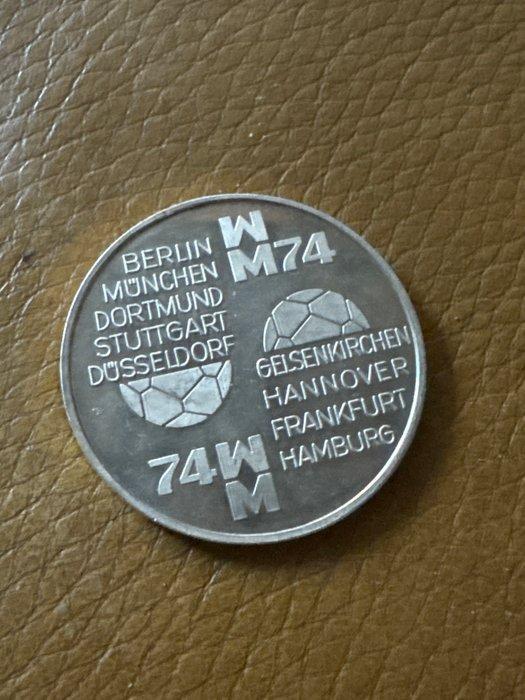 WM74
BERLIN
MÜNCHEN
DORTMUND
STUTTGART
DÜSSELDORF
GELSENKIRCHEN
HANNOVER
FRANKFURT
HAMBURG
74WM